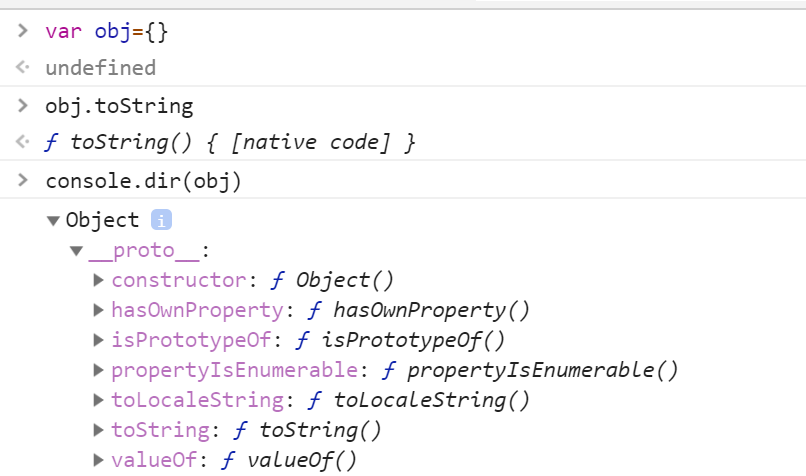 > var obj={}
<· undefined
> obj.toString
<· ƒ toString() { [native code] }
> console.dir(obj)
▼Object i
▼__proto__:
▶constructor: ƒ Object()
▶hasOwnProperty: ƒ hasOwnProperty()
▶isPrototypeOf: ƒ isPrototypeOf()
▶propertyIsEnumerable: ƒ propertyIsEnumerable()
▶toLocaleString: ƒ toLocaleString()
▶toString: ƒ toString()
▶valueOf: ƒ valueOf()